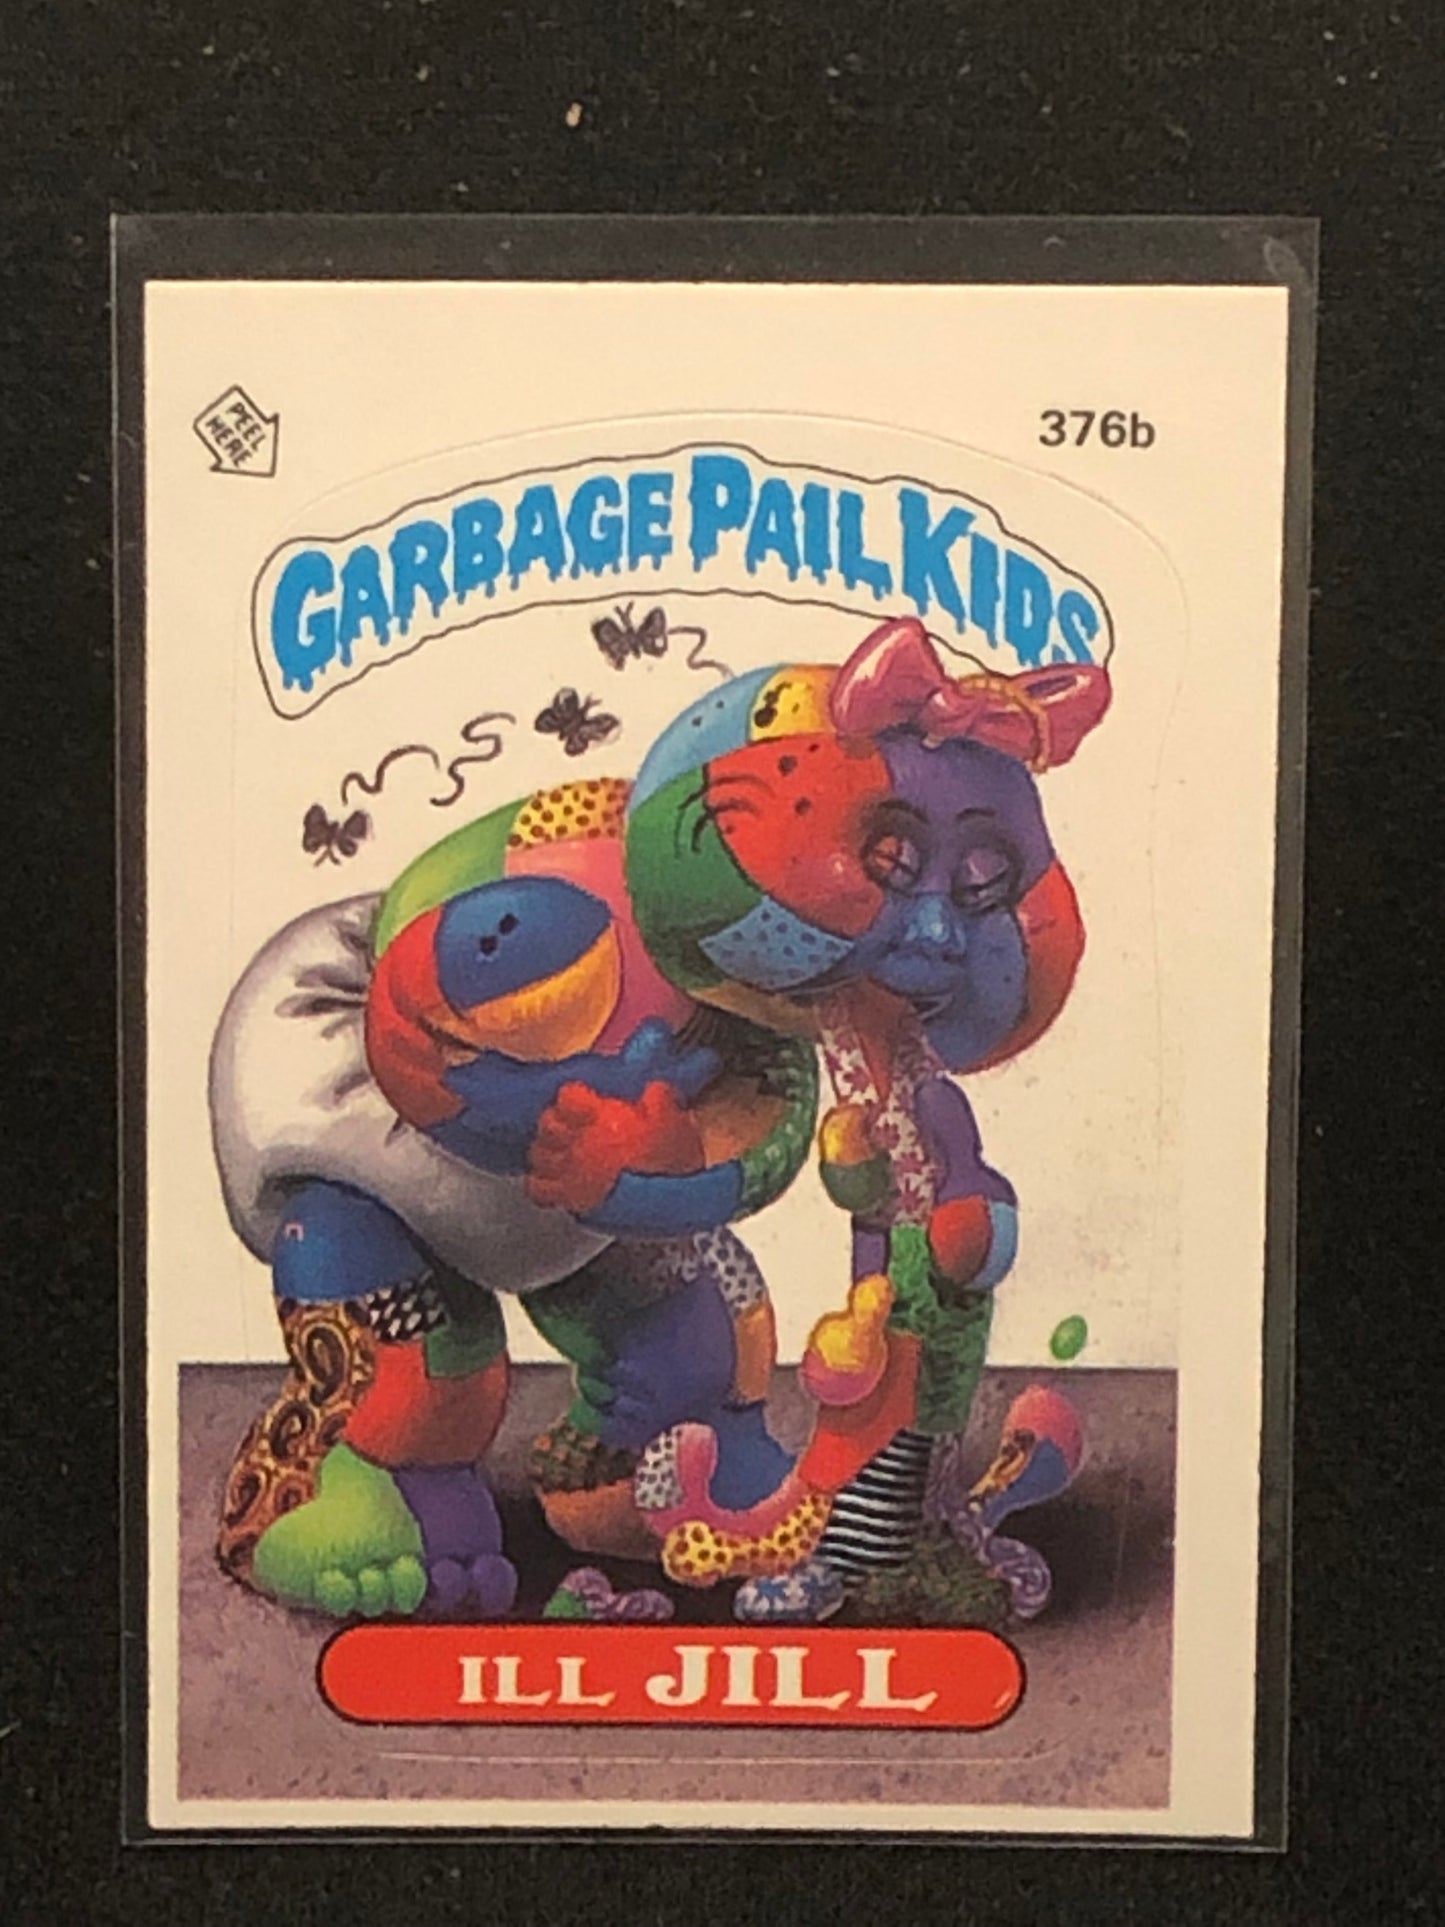 PEEL
HERE
376b
GARBAGE PAIL KIDS
ILL JILL